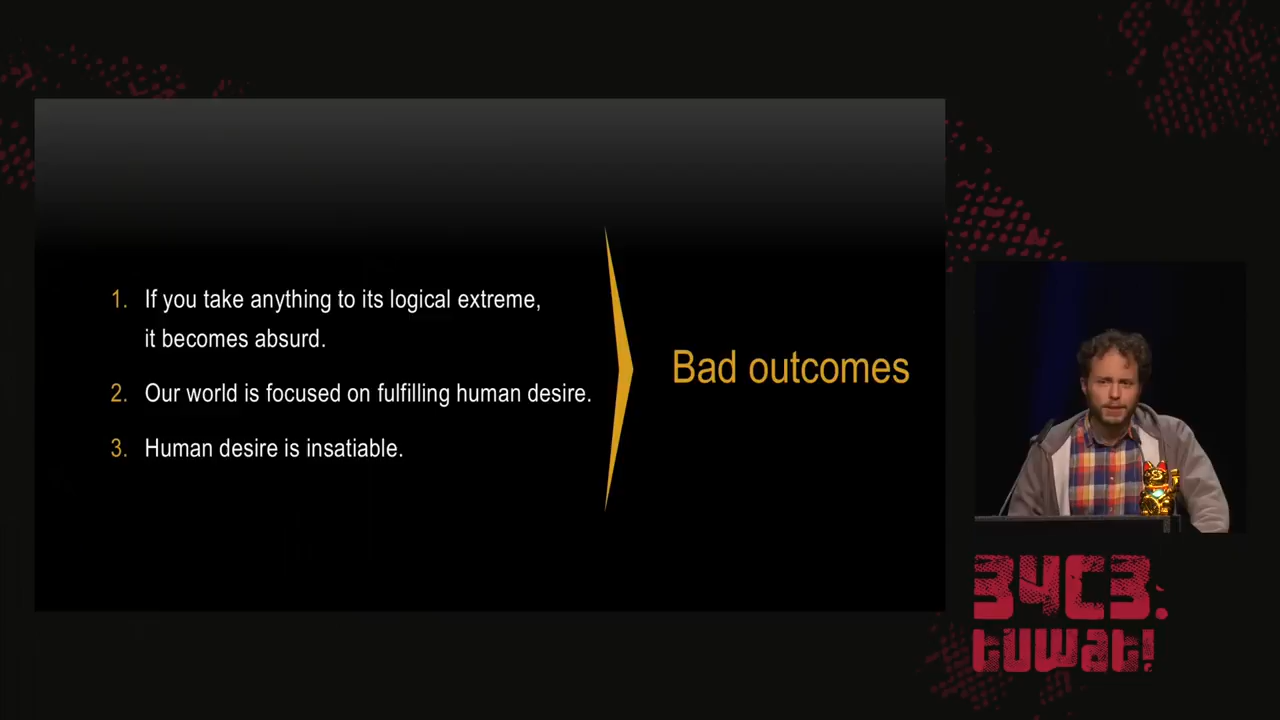 1. If you take anything to its logical extreme,
it becomes absurd.
2. Our world is focused on fulfilling human desire.
3. Human desire is insatiable.
Bad outcomes
34C3.
tuwat!